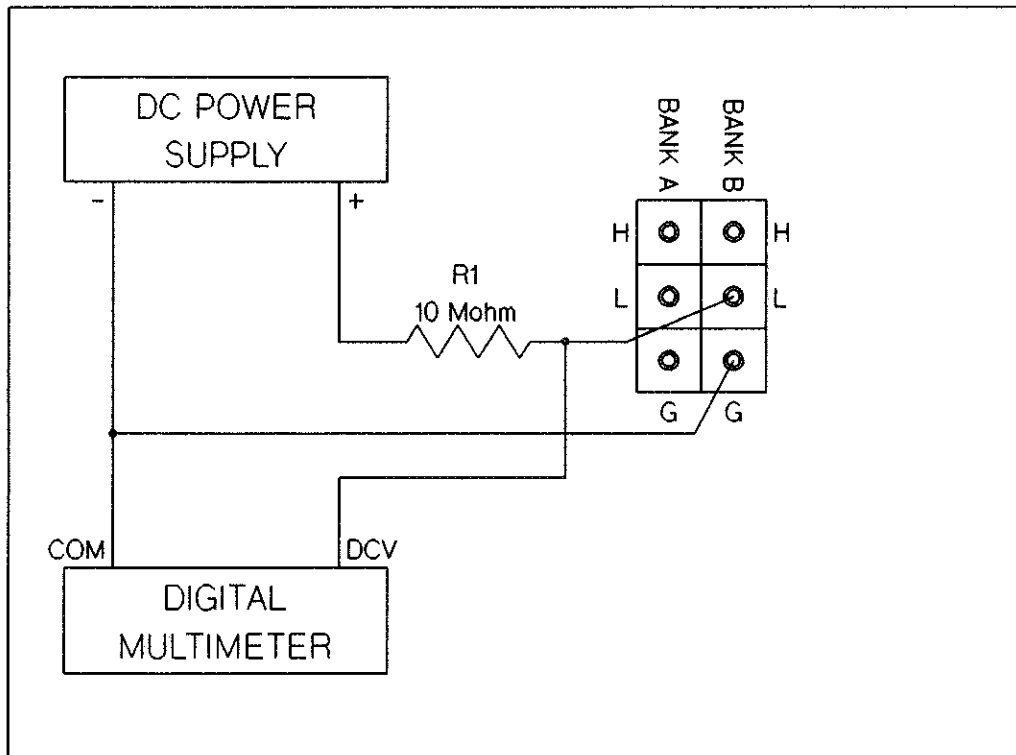 DC POWER
SUPPLY
-
+
BANK A
BANK B
H
H
R1
10 Mohm
L
L
G
G
COM
DCV
DIGITAL
MULTIMETER